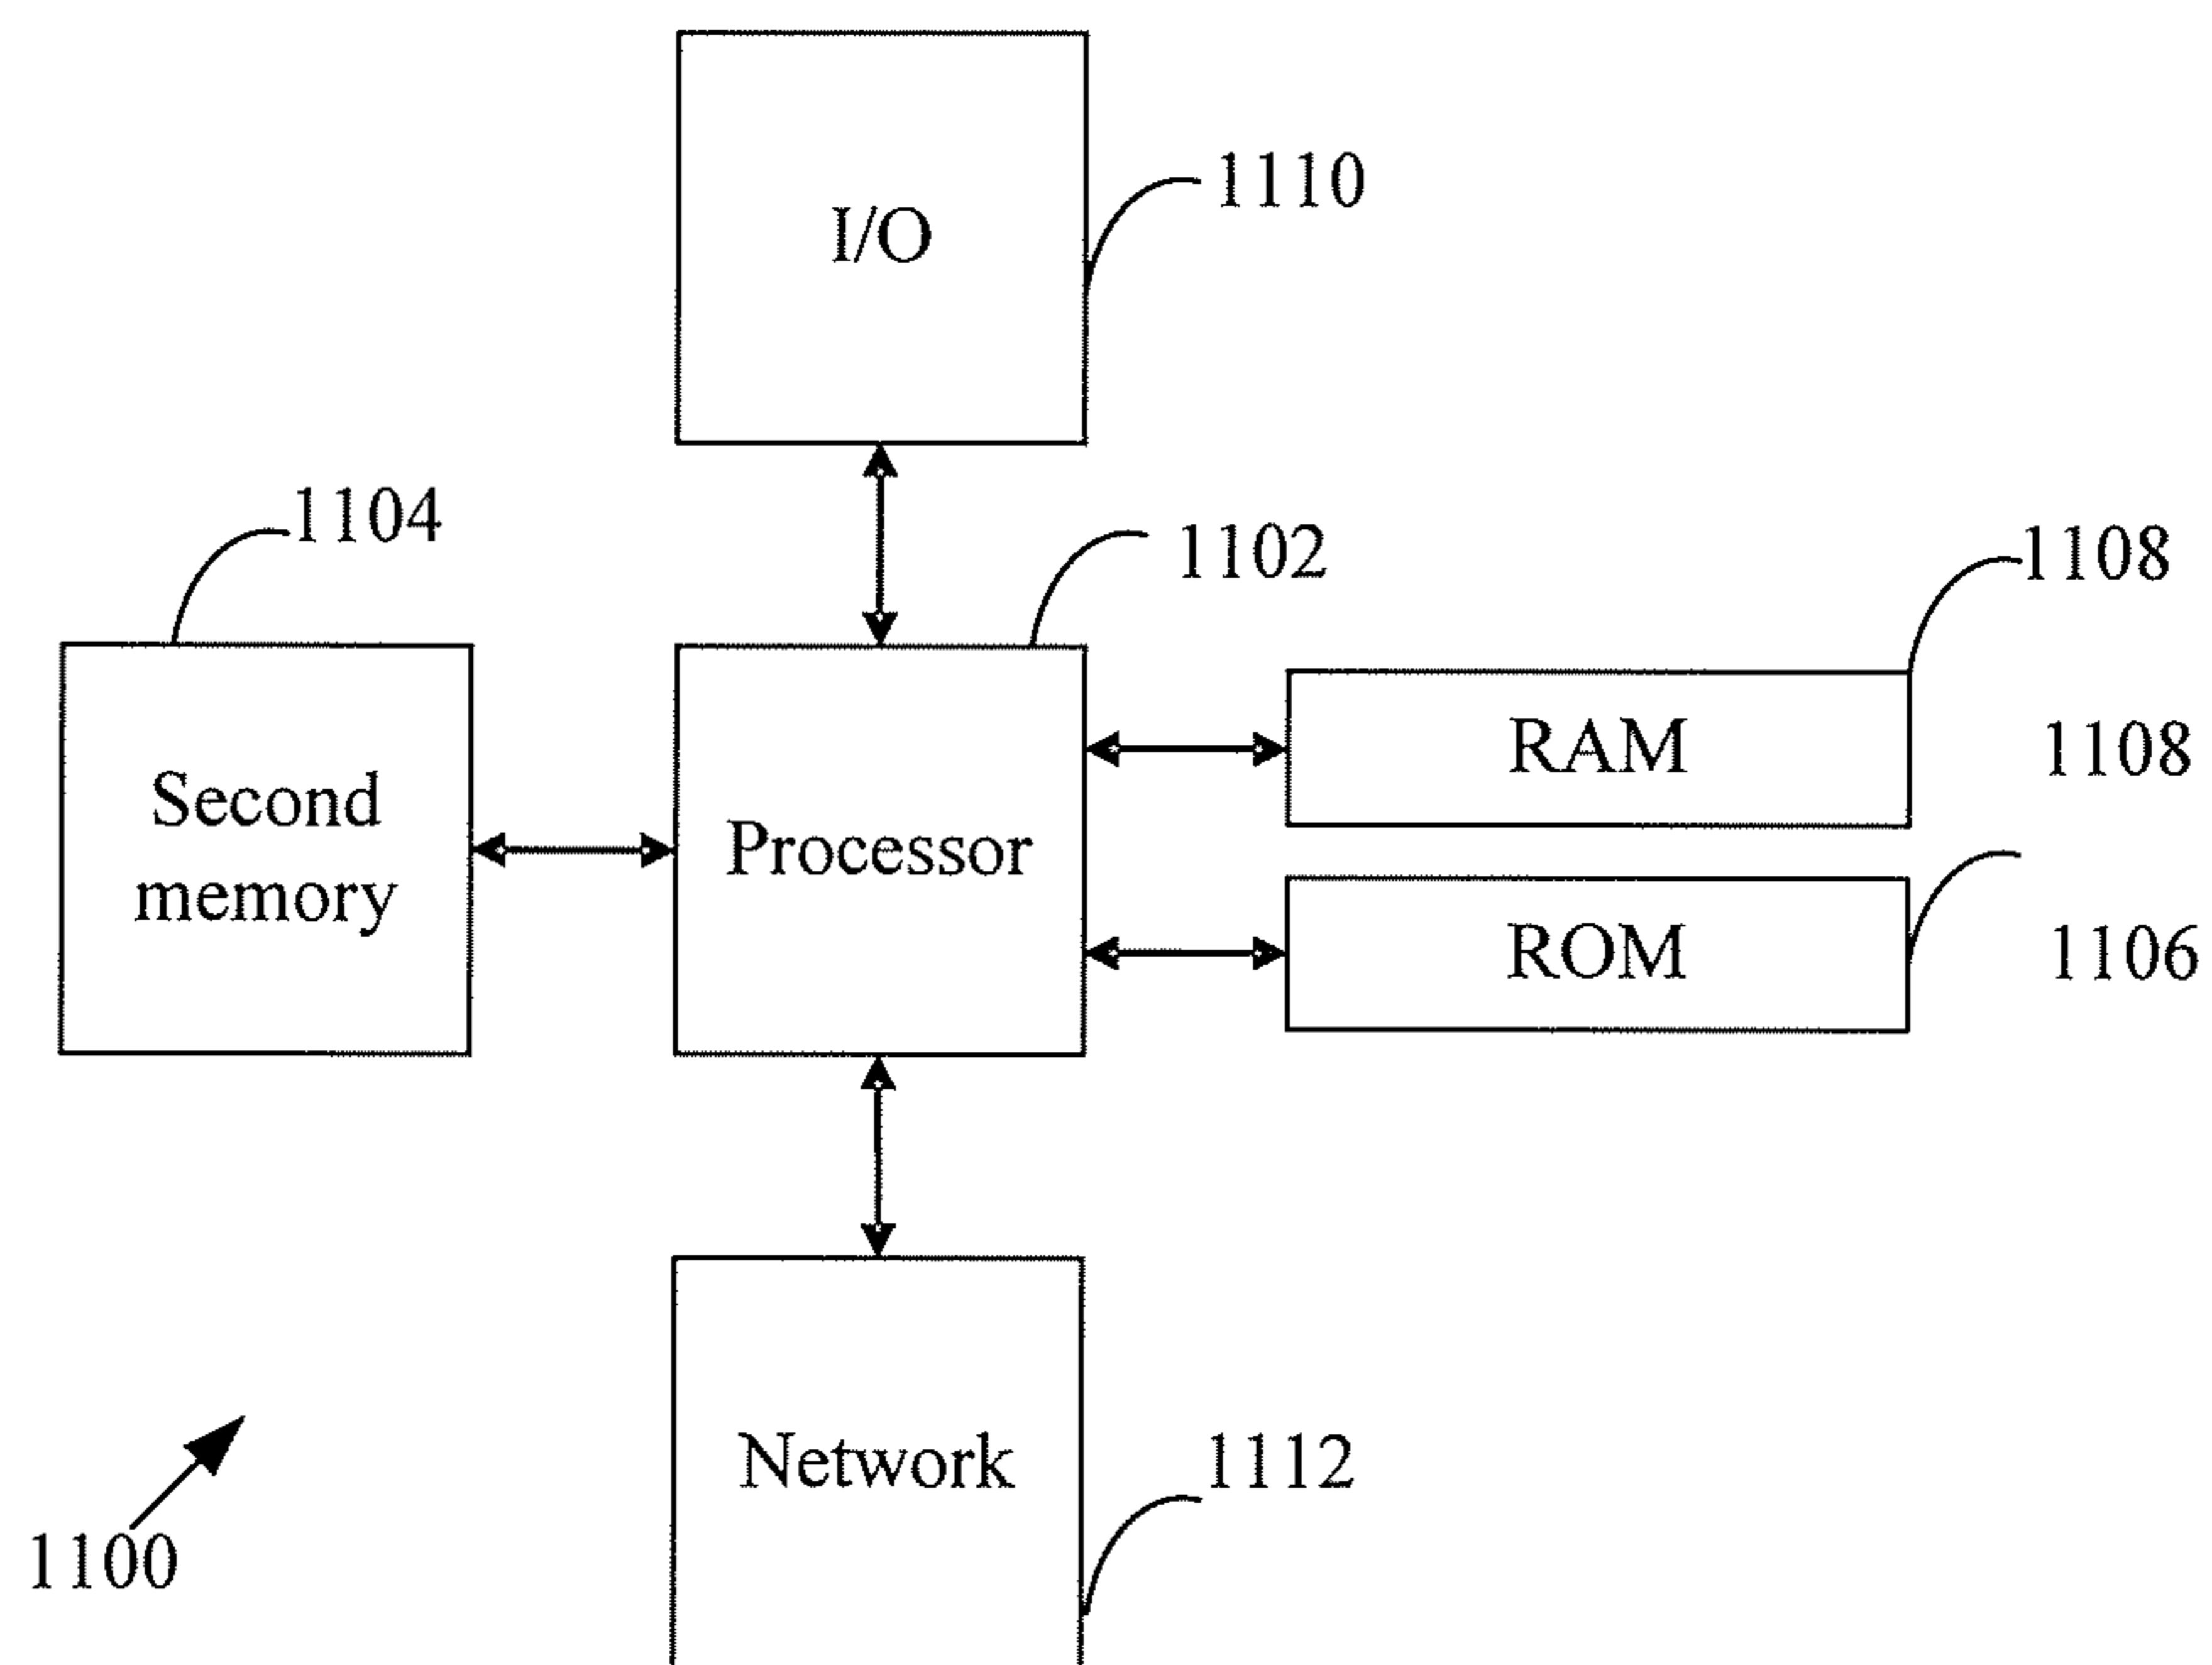 I/O
1110
1104
1102
1108
Second
memory
Processor
RAM
1108
ROM
1106
Network
1112
1100